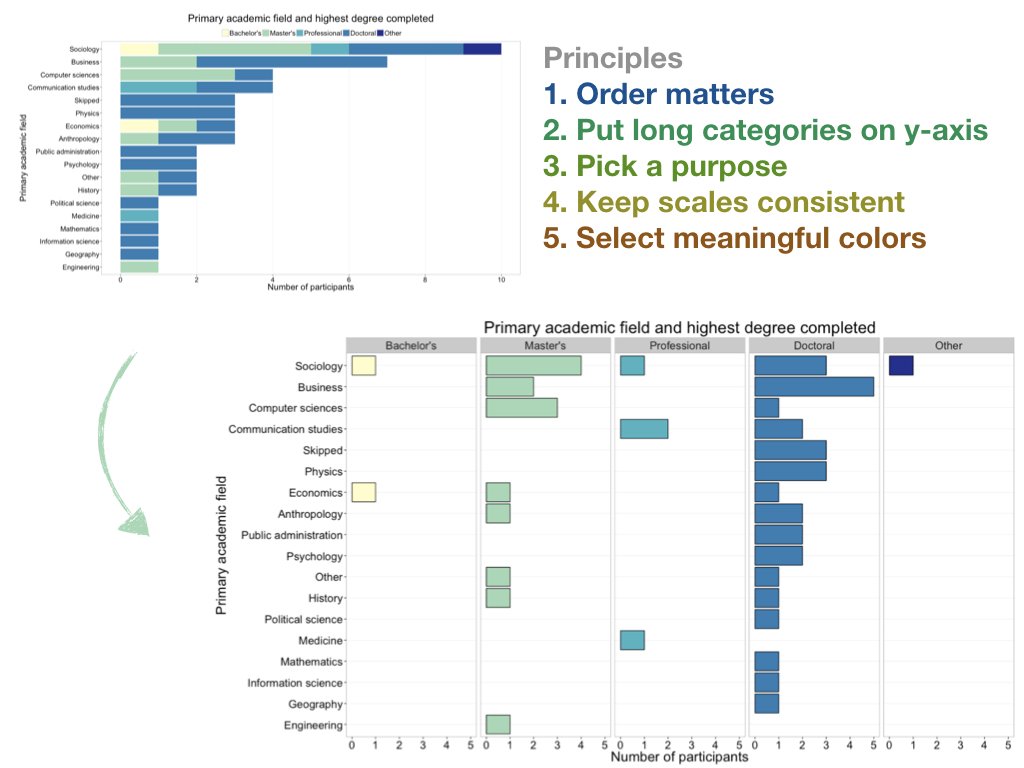 Primary academic field and highest degree completed
Bachelor's Master's Professional Doctoral Other
Primary academic field
Sociology
Business
Computer sciences
Communication studies
Skipped
Physics
Economics
Anthropology
Public administration
Psychology
Other
History
Political science
Medicine
Mathematics
Information science
Geography
Engineering
0 2 4 6 8 10
Number of participants
Principles
1. Order matters
2. Put long categories on y-axis
3. Pick a purpose
4. Keep scales consistent
5. Select meaningful colors
Primary academic field and highest degree completed
Bachelor's Master's Professional Doctoral Other
Primary academic field
Sociology
Business
Computer sciences
Communication studies
Skipped
Physics
Economics
Anthropology
Public administration
Psychology
Other
History
Political science
Medicine
Mathematics
Information science
Geography
Engineering
0 1 2 3 4 5 0 1 2 3 4 5 0 1 2 3 4 5 0 1 2 3 4 5 0 1 2 3 4 5
Number of participants